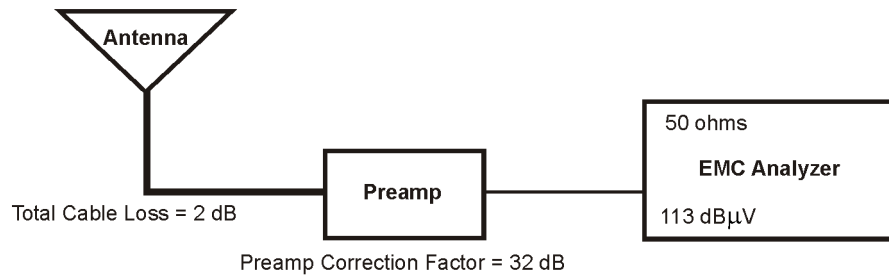 Antenna
50 ohms
EMC Analyzer
Preamp
Total Cable Loss = 2 dB
113 dBµV
Preamp Correction Factor = 32 dB